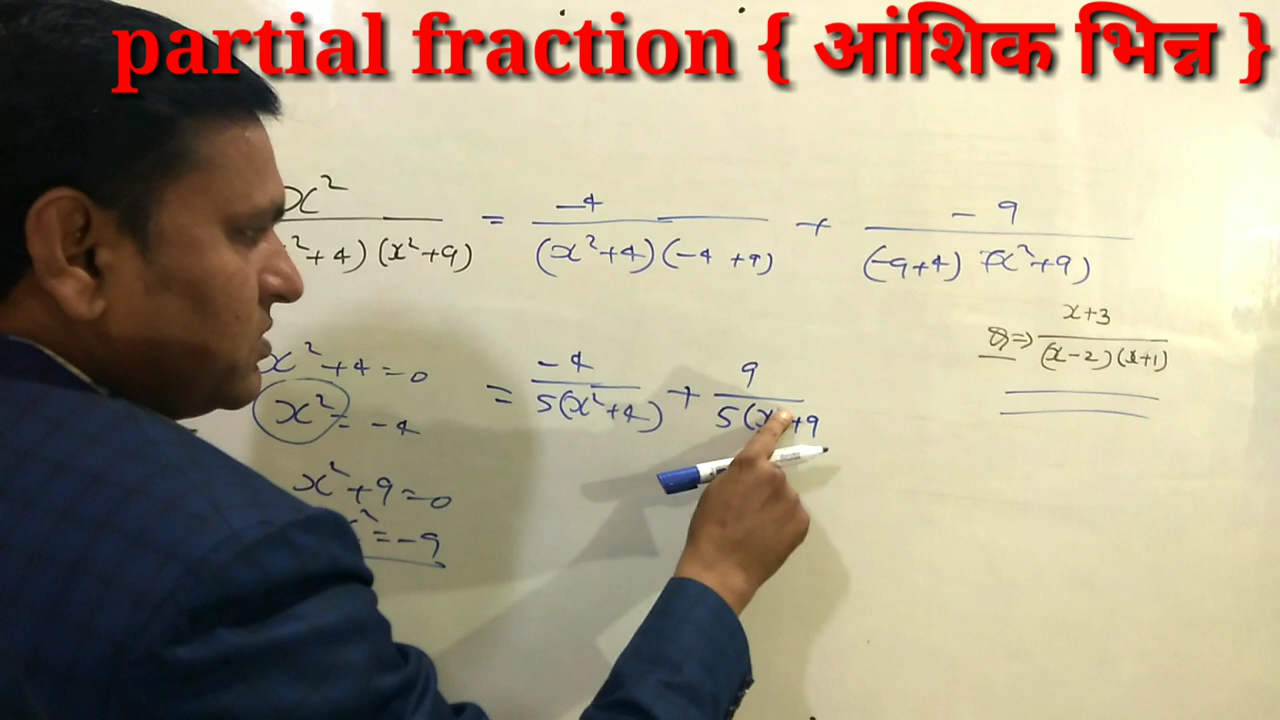 partial fraction { आंशिक भिन्न }
x² / (x²+4)(x²+9) = -4 / (x²+4)(-4+9) + -9 / (-9+4)(x²+9)
Q ⇒ x+3 / (x-2)(x+1)
x²+4=0
x²=-4
= -4 / 5(x²+4) + 9 / 5(x²+9
x²+9=0
x²=-9